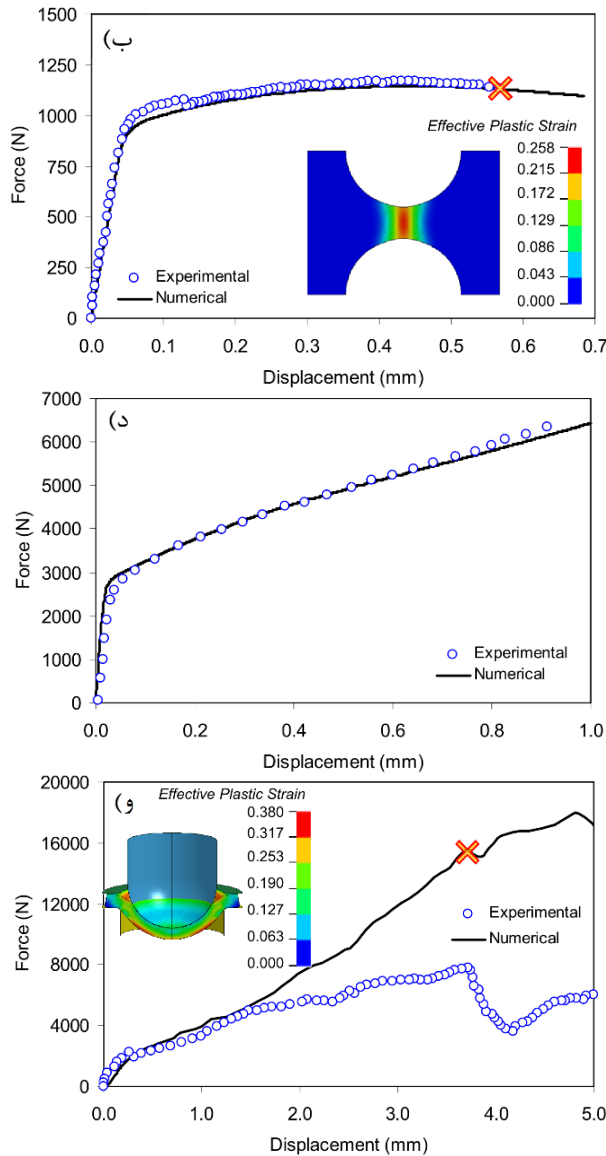 ب)
1500
1250
1000
750
500
250
0
Force (N)
Effective Plastic Strain
0.258
0.215
0.172
0.129
0.086
0.043
0.000
Experimental
Numerical
0.0 0.1 0.2 0.3 0.4 0.5 0.6 0.7
Displacement (mm)
د)
7000
6000
5000
4000
3000
2000
1000
0
Force (N)
Experimental
Numerical
0.0 0.2 0.4 0.6 0.8 1.0
Displacement (mm)
و)
20000
16000
12000
8000
4000
0
Force (N)
Effective Plastic Strain
0.380
0.317
0.253
0.190
0.127
0.063
0.000
Experimental
Numerical
0.0 1.0 2.0 3.0 4.0 5.0
Displacement (mm)